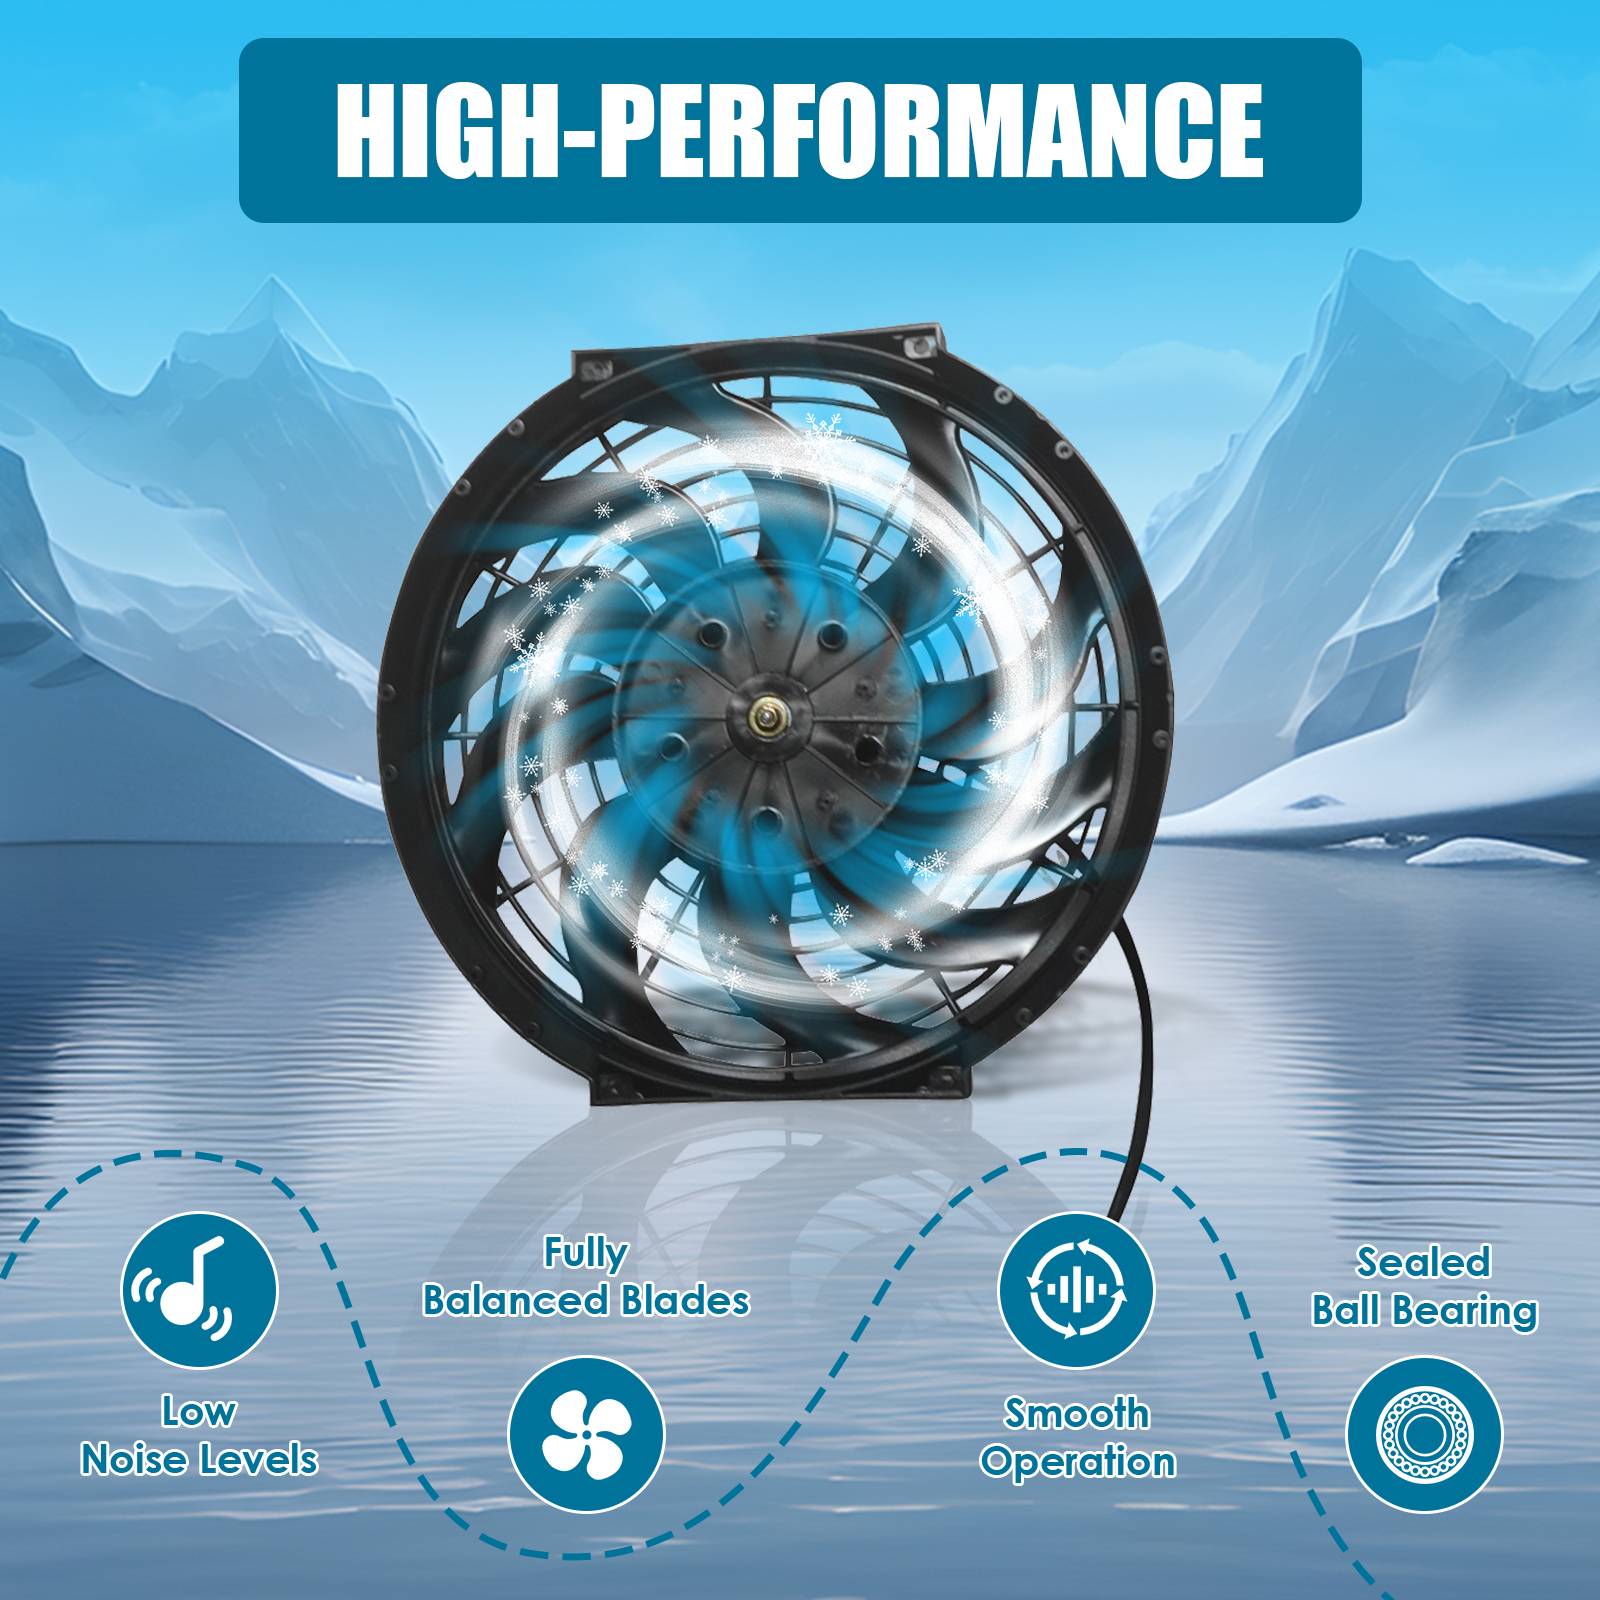 HIGH-PERFORMANCE
Low
Noise Levels
Fully
Balanced Blades
Smooth
Operation
Sealed
Ball Bearing